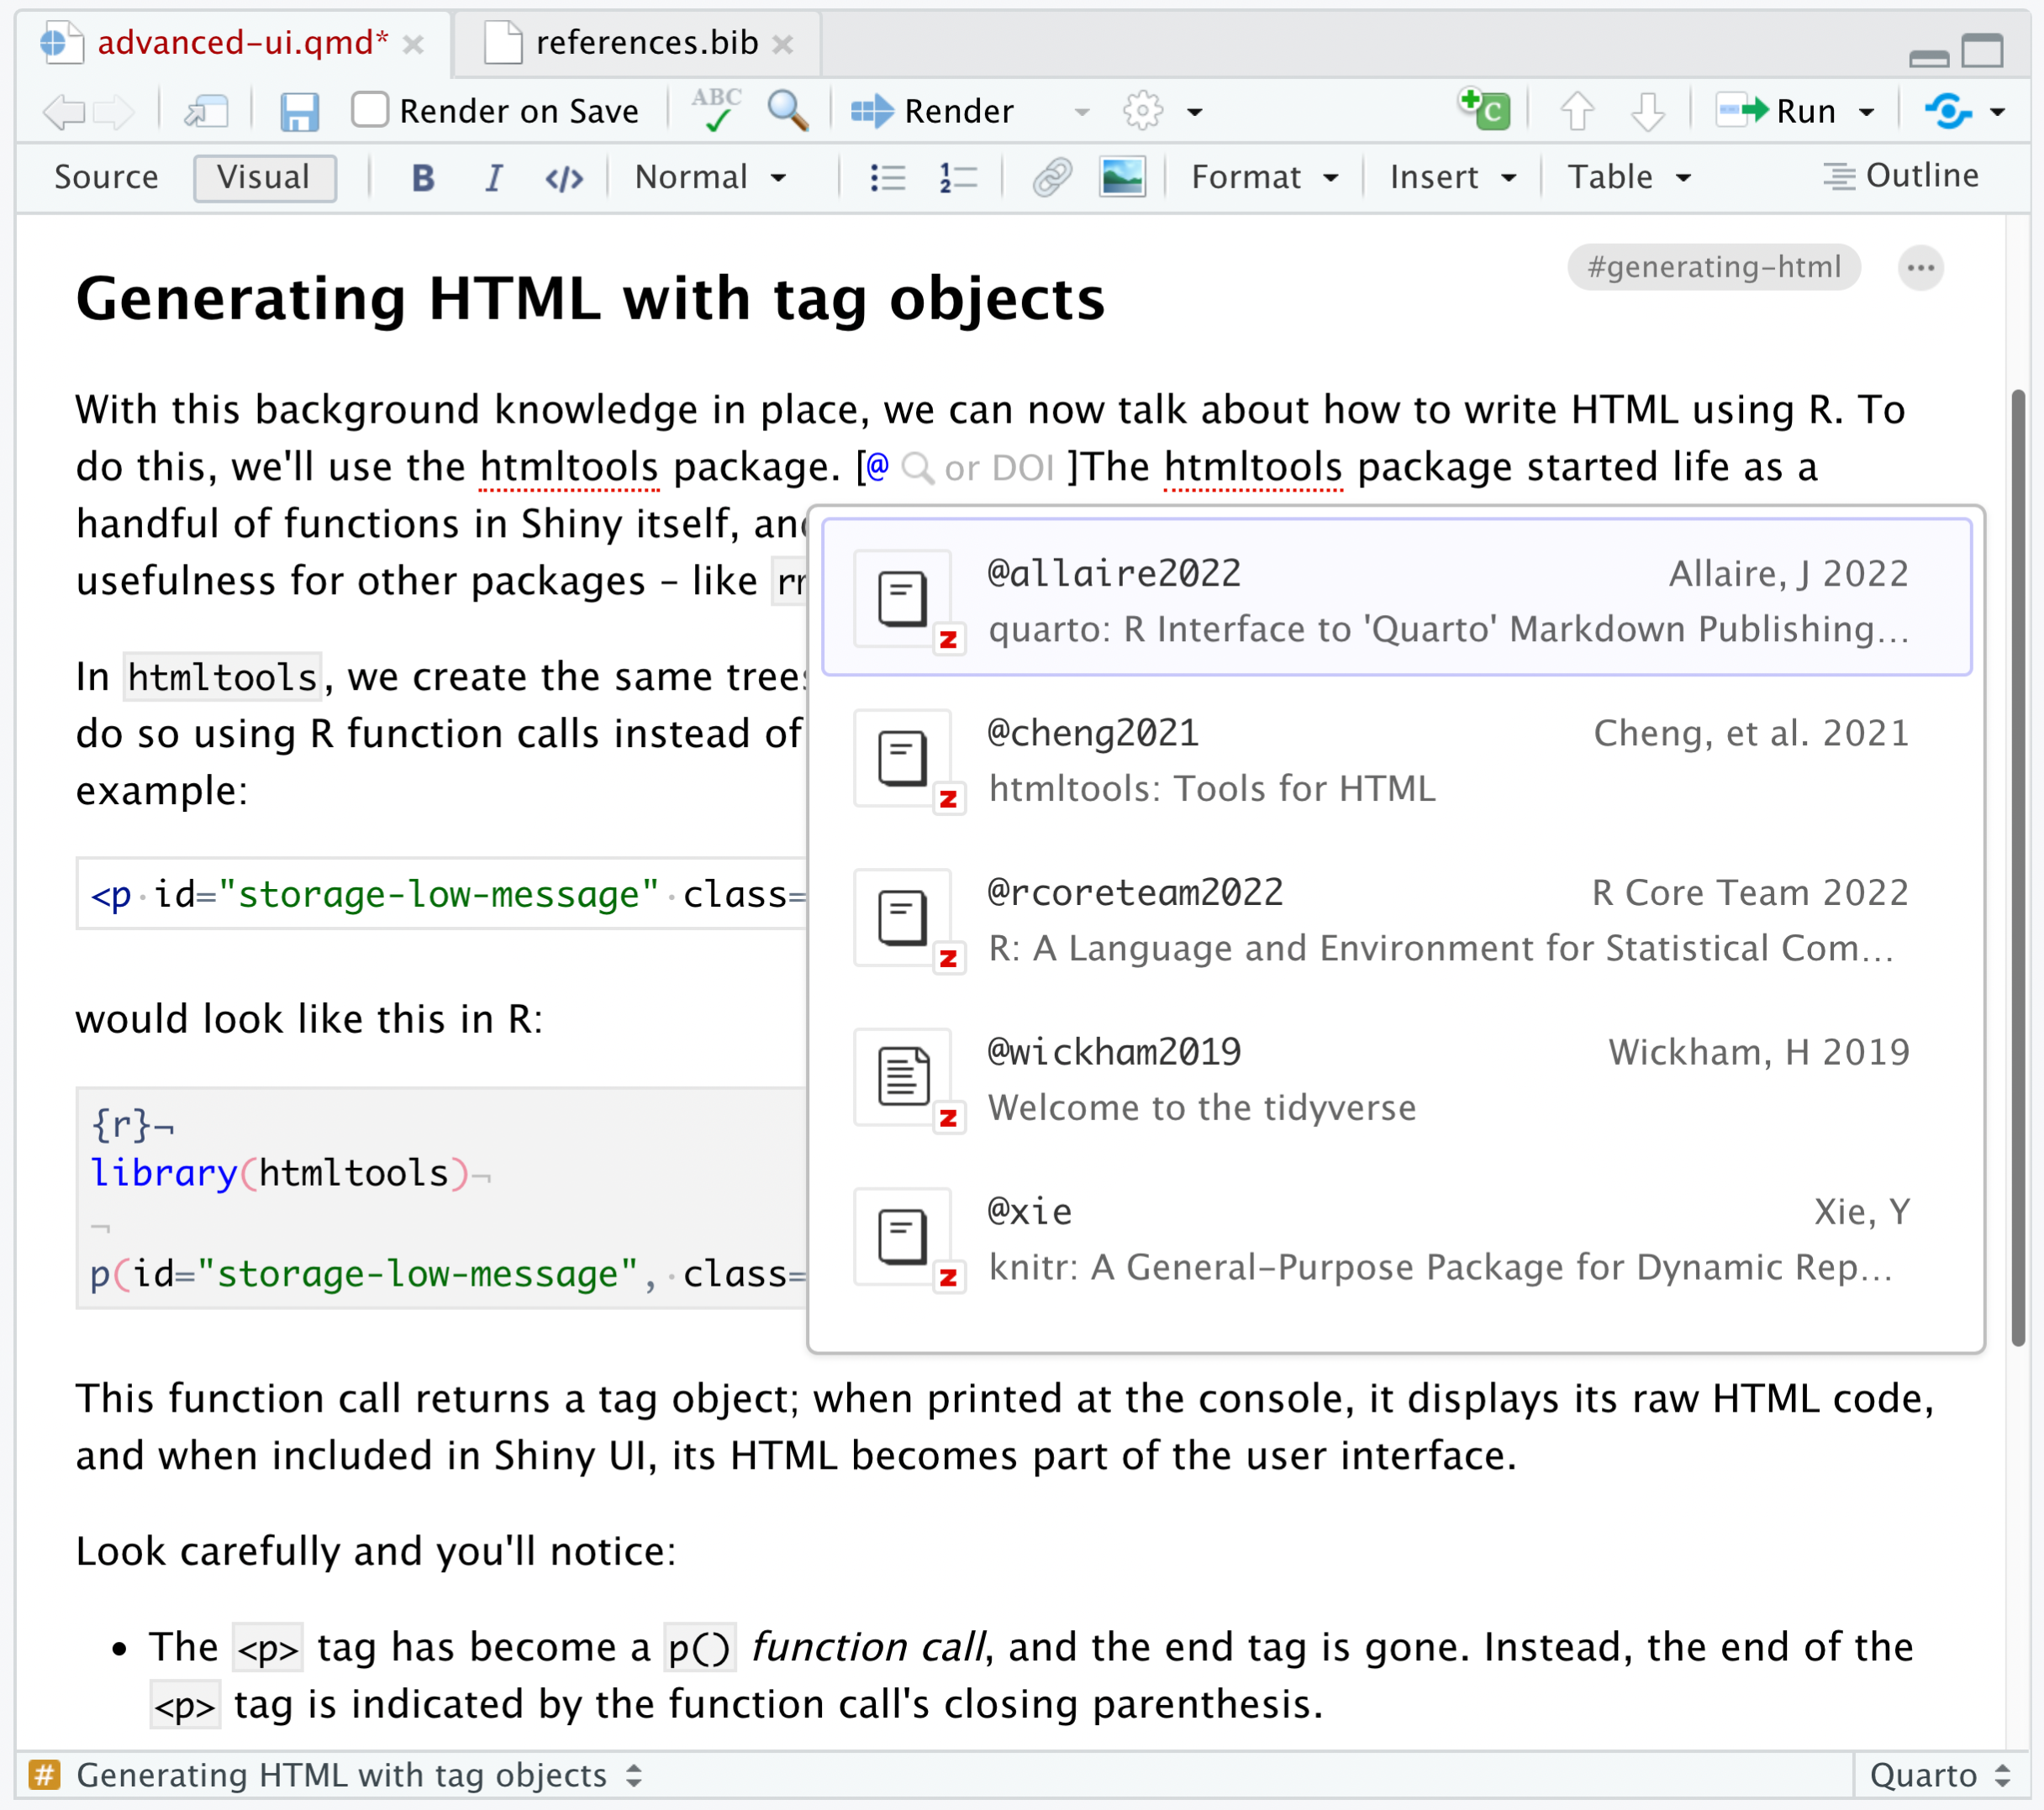 advanced-ui.qmd* references.bib
Render on Save ABC Render C Run
Source Visual B I </> Normal 1 2 Format Insert Table Outline
#generating-html ...
Generating HTML with tag objects
With this background knowledge in place, we can now talk about how to write HTML using R. To
do this, we'll use the htmltools package. [@ or DOI ]The htmltools package started life as a
handful of functions in Shiny itself,
usefulness for other packages – like
In htmltools, we create the same
do so using R function calls instead of
example:
<p·id="storage-low-message"·class=
would look like this in R:
{r}¬
library(htmltools)¬
¬
p(id="storage-low-message",·class=
@allaire2022 Allaire, J 2022
quarto: R Interface to 'Quarto' Markdown Publishing...
@cheng2021 Cheng, et al. 2021
htmltools: Tools for HTML
@rcoreteam2022 R Core Team 2022
R: A Language and Environment for Statistical Com...
@wickham2019 Wickham, H 2019
Welcome to the tidyverse
@xie Xie, Y
knitr: A General-Purpose Package for Dynamic Rep...
z
z
z
z
z
This function call returns a tag object; when printed at the console, it displays its raw HTML code,
and when included in Shiny UI, its HTML becomes part of the user interface.
Look carefully and you'll notice:
• The <p> tag has become a p() function call, and the end tag is gone. Instead, the end of the
<p> tag is indicated by the function call's closing parenthesis.
# Generating HTML with tag objects Quarto